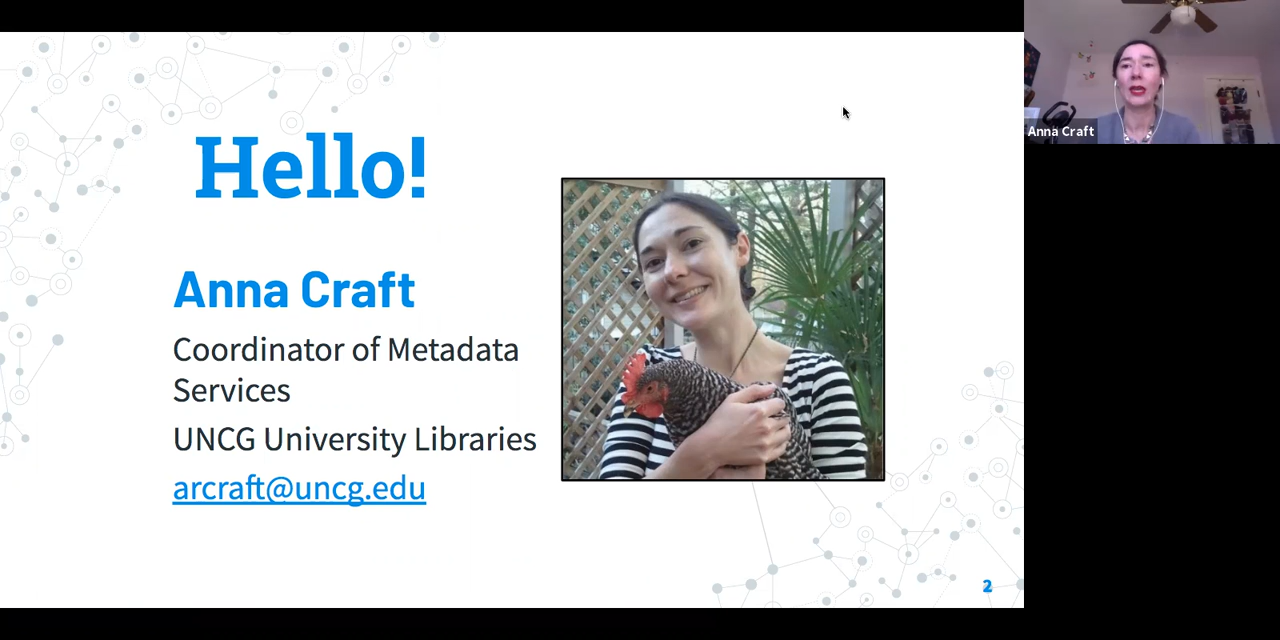 Hello!
Anna Craft
Coordinator of Metadata
Services
UNCG University Libraries
arcraft@uncg.edu
2
Anna Craft